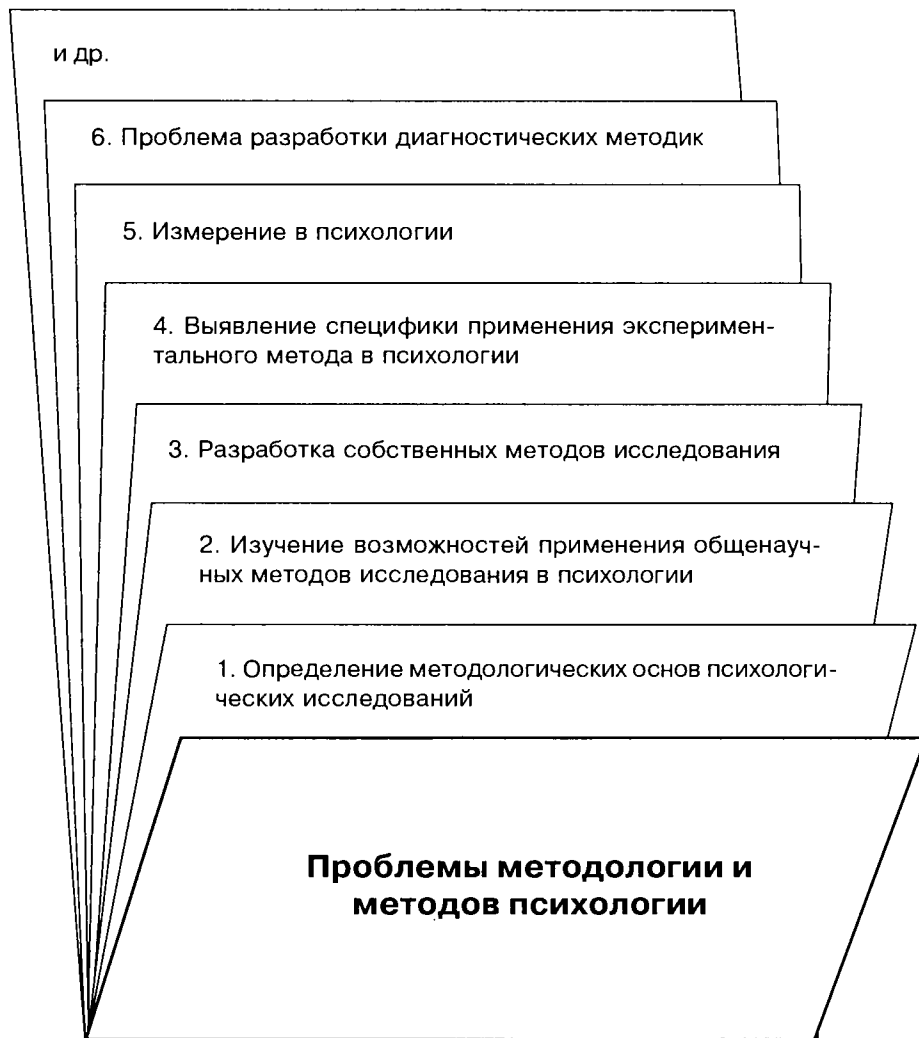 и др.
6. Проблема разработки диагностических методик
5. Измерение в психологии
4. Выявление специфики применения эксперимен-
тального метода в психологии
3. Разработка собственных методов исследования
2. Изучение возможностей применения общенауч-
ных методов исследования в психологии
1. Определение методологических основ психологи-
ческих исследований
Проблемы методологии и
методов психологии